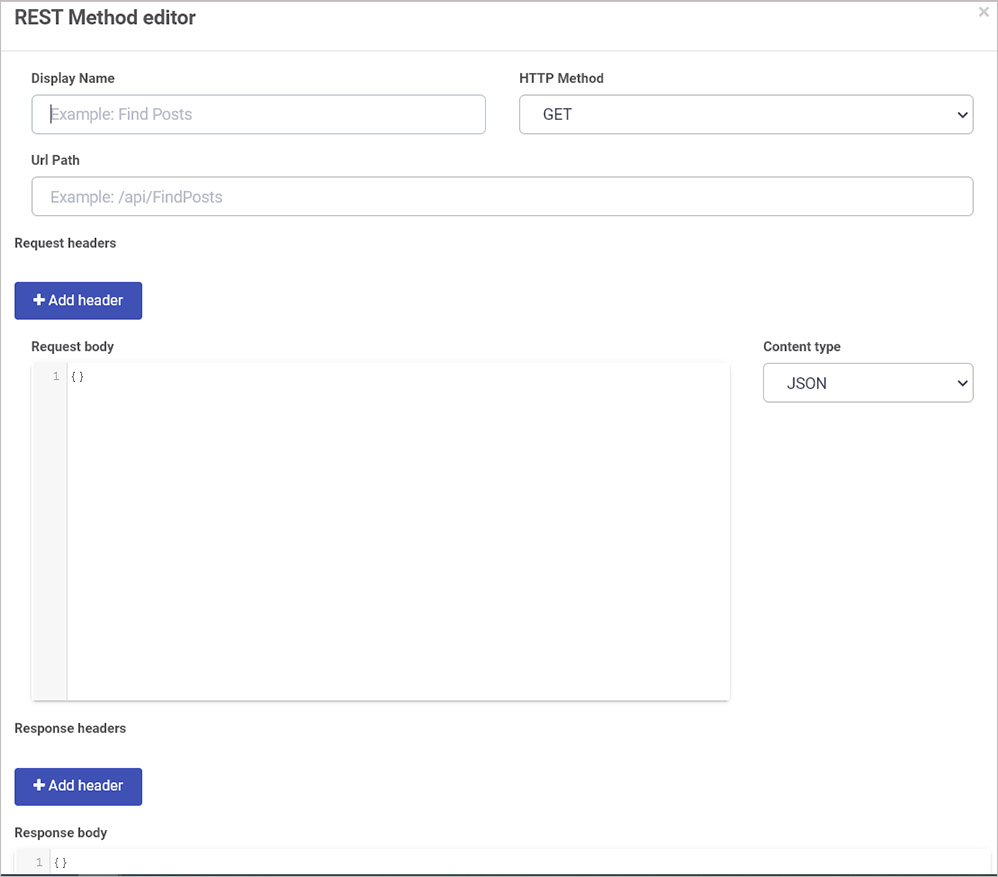 REST Method editor
×
Display Name
HTTP Method
Example: Find Posts
GET
Url Path
Example: /api/FindPosts
Request headers
+ Add header
Request body
Content type
1 {}
JSON
Response headers
+ Add header
Response body
1 {}